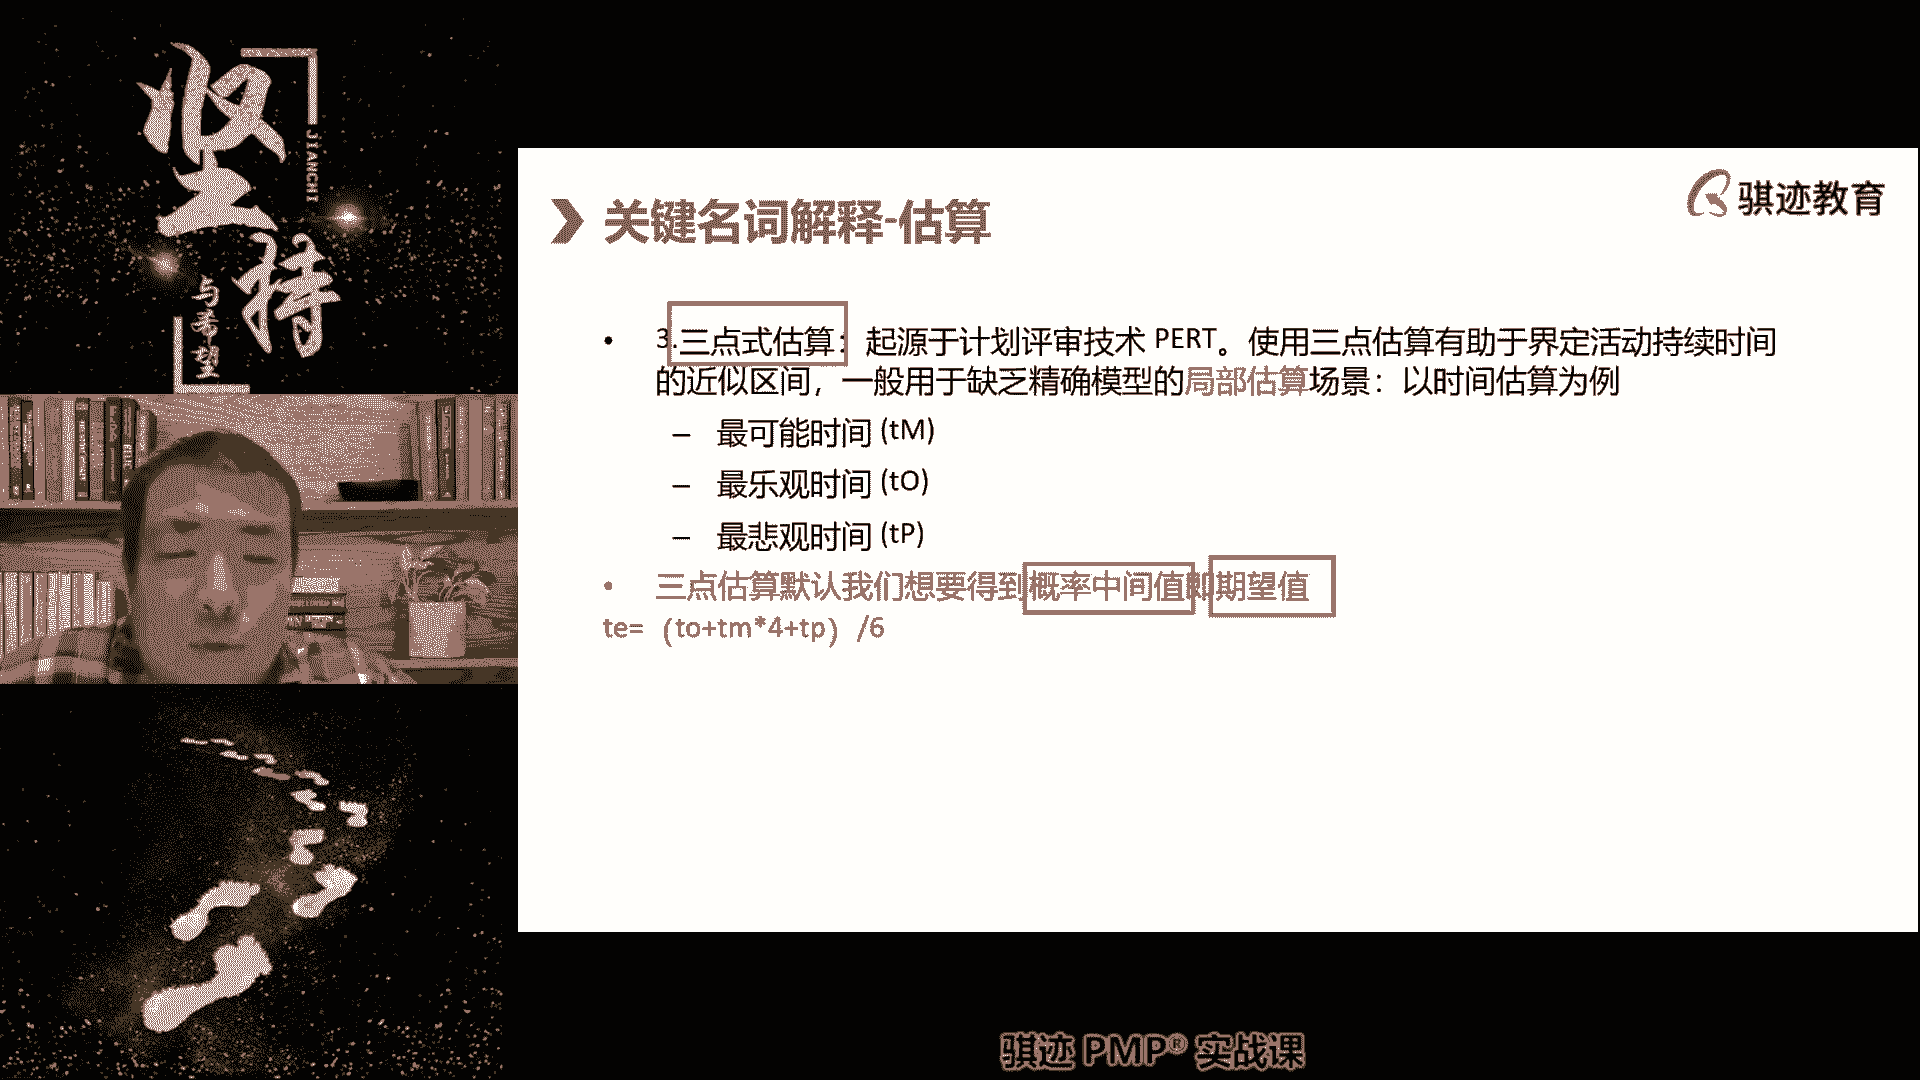 坚持
JIANCHI
与希望
骐迹教育
关键名词解释-估算
• 3.三点式估算：起源于计划评审技术 PERT。使用三点估算有助于界定活动持续时间
的近似区间，一般用于缺乏精确模型的局部估算场景：以时间估算为例
– 最可能时间 (tM)
– 最乐观时间 (tO)
– 最悲观时间 (tP)
• 三点估算默认我们想要得到概率中间值即期望值
te=（to+tm*4+tp）/6
骐迹 PMP® 实战课